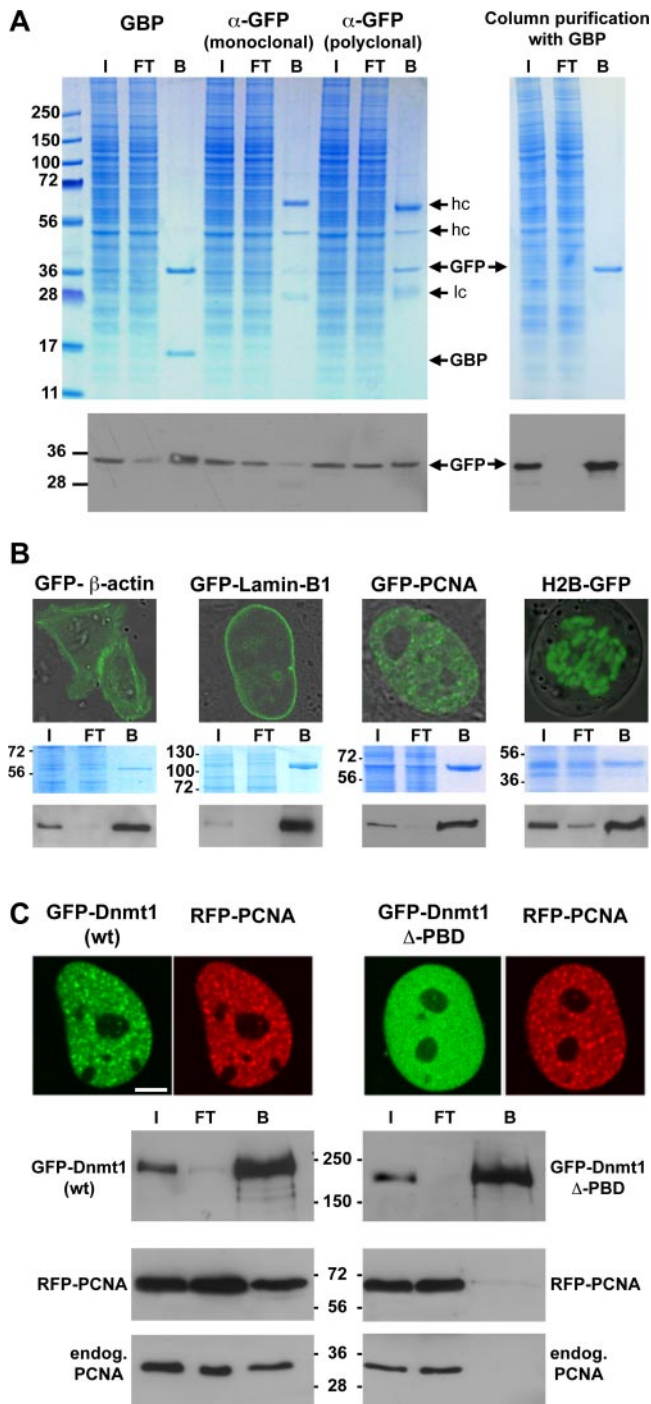 A
GBP
α-GFP
(monoclonal)
α-GFP
(polyclonal)
Column purification
with GBP
I FT B I FT B I FT B I FT B
250
150
100
72
56
36
28
17
11
hc
hc
GFP
lc
GBP
36
28
GFP
B
GFP- β-actin GFP-Lamin-B1 GFP-PCNA H2B-GFP
I FT B I FT B I FT B I FT B
72
56
130
100
72
72
56
56
36
C
GFP-Dnmt1
(wt)
RFP-PCNA
GFP-Dnmt1
Δ-PBD
RFP-PCNA
I FT B I FT B
GFP-Dnmt1
(wt)
250
150
GFP-Dnmt1
Δ-PBD
RFP-PCNA
72
56
RFP-PCNA
endog.
PCNA
36
28
endog.
PCNA